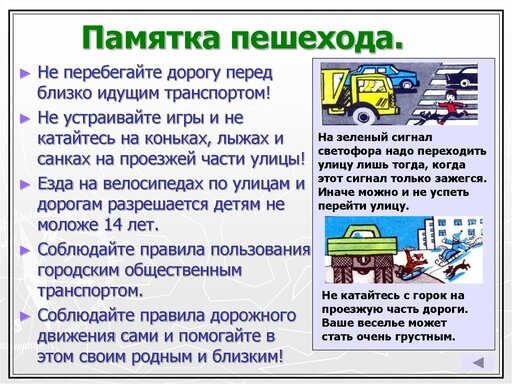 Памятка пешехода.
Не перебегайте дорогу перед
близко идущим транспортом!
Не устраивайте игры и не
катайтесь на коньках, лыжах и
санках на проезжей части улицы!
Езда на велосипедах по улицам и
дорогам разрешается детям не
моложе 14 лет.
Соблюдайте правила пользования
городским общественным
транспортом.
Соблюдайте правила дорожного
движения сами и помогайте в
этом своим родным и близким!
На зеленый сигнал
светофора надо переходить
улицу лишь тогда, когда
этот сигнал только зажегся.
Иначе можно и не успеть
перейти улицу.
Не катайтесь с горок на
проезжую часть дороги.
Ваше веселье может
стать очень грустным.